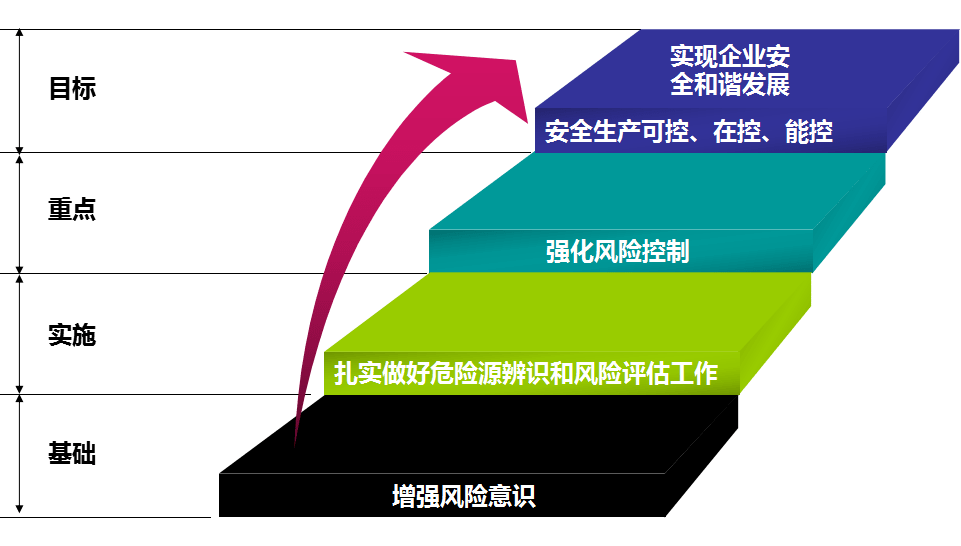 目标
实现企业安
全和谐发展
安全生产可控、在控、能控
重点
强化风险控制
实施
扎实做好危险源辨识和风险评估工作
基础
增强风险意识